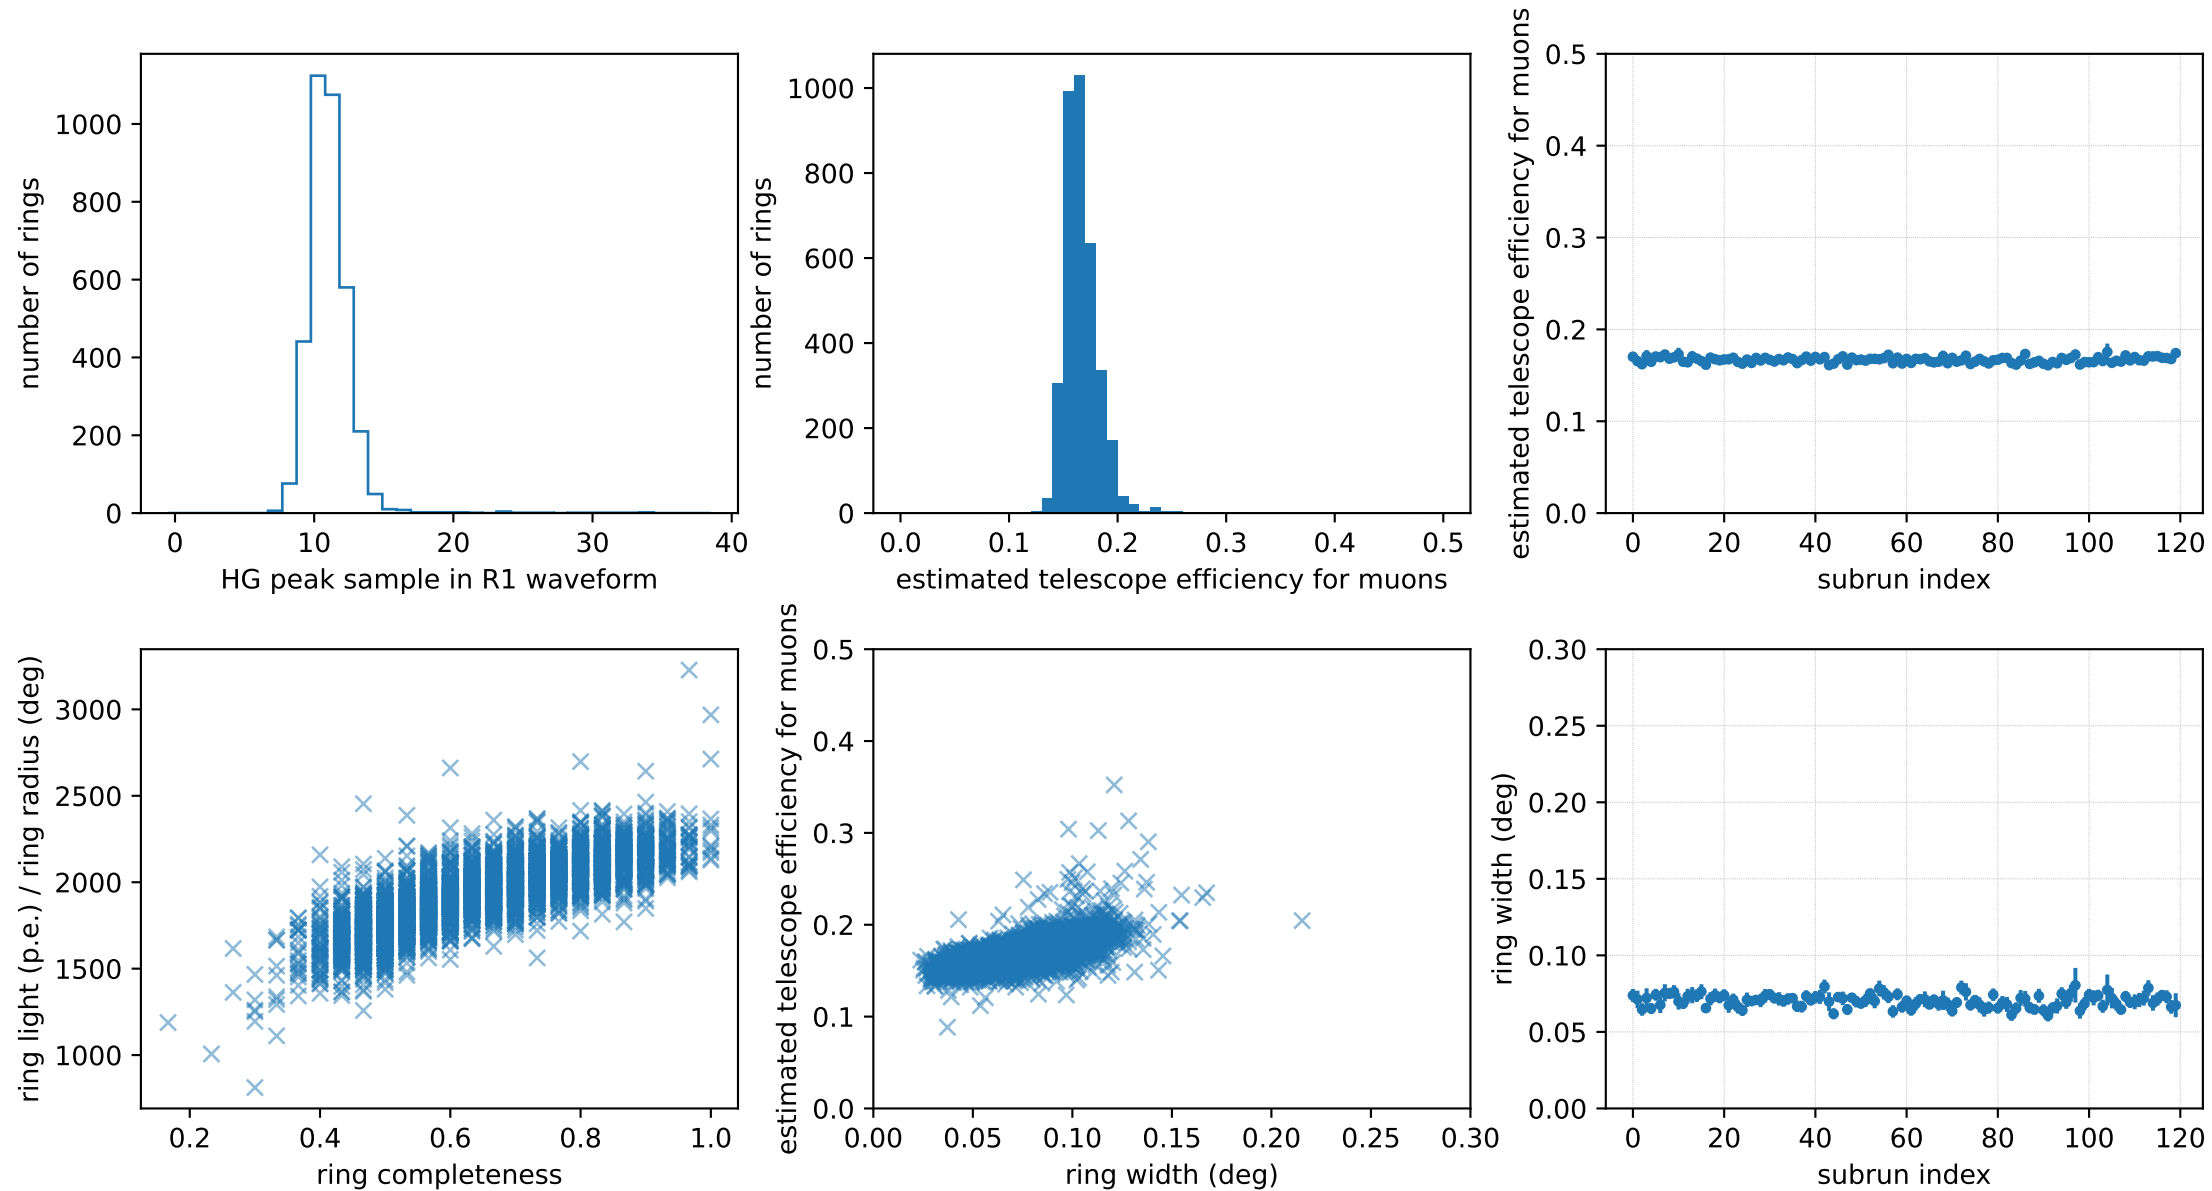 number of rings
1000
800
600
400
200
0
0 10 20 30 40
HG peak sample in R1 waveform
number of rings
1000
800
600
400
200
0
0.0 0.1 0.2 0.3 0.4 0.5
estimated telescope efficiency for muons
estimated telescope efficiency for muons
0.5
0.4
0.3
0.2
0.1
0.0
0 20 40 60 80 100 120
subrun index
ring light (p.e.) / ring radius (deg)
3000
2500
2000
1500
1000
0.2 0.4 0.6 0.8 1.0
ring completeness
estimated telescope efficiency for muons
0.5
0.4
0.3
0.2
0.1
0.0
0.00 0.05 0.10 0.15 0.20 0.25 0.30
ring width (deg)
ring width (deg)
0.30
0.25
0.20
0.15
0.10
0.05
0.00
0 20 40 60 80 100 120
subrun index